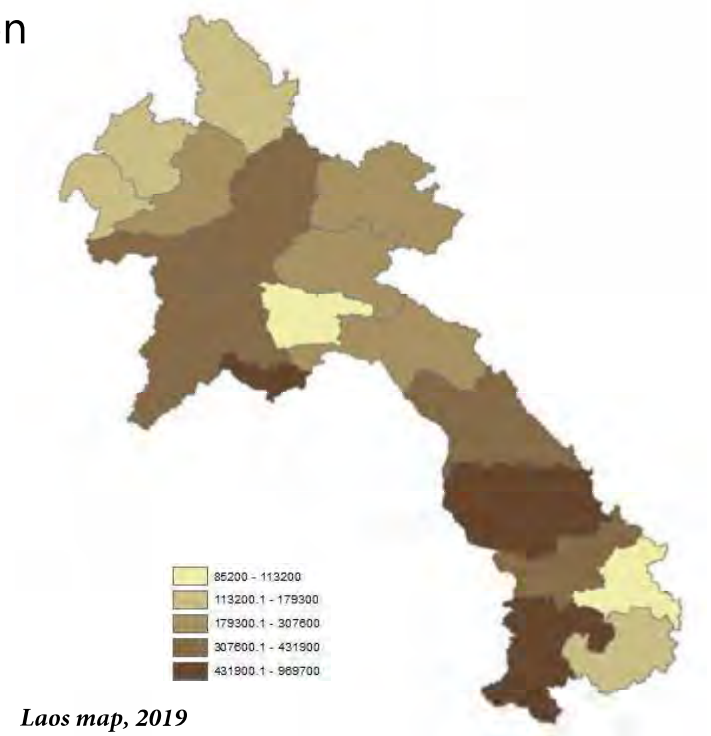 n
85200 - 113200
113200.1 - 179300
179300.1 - 307600
307600.1 - 431900
431900.1 - 969700
Laos map, 2019